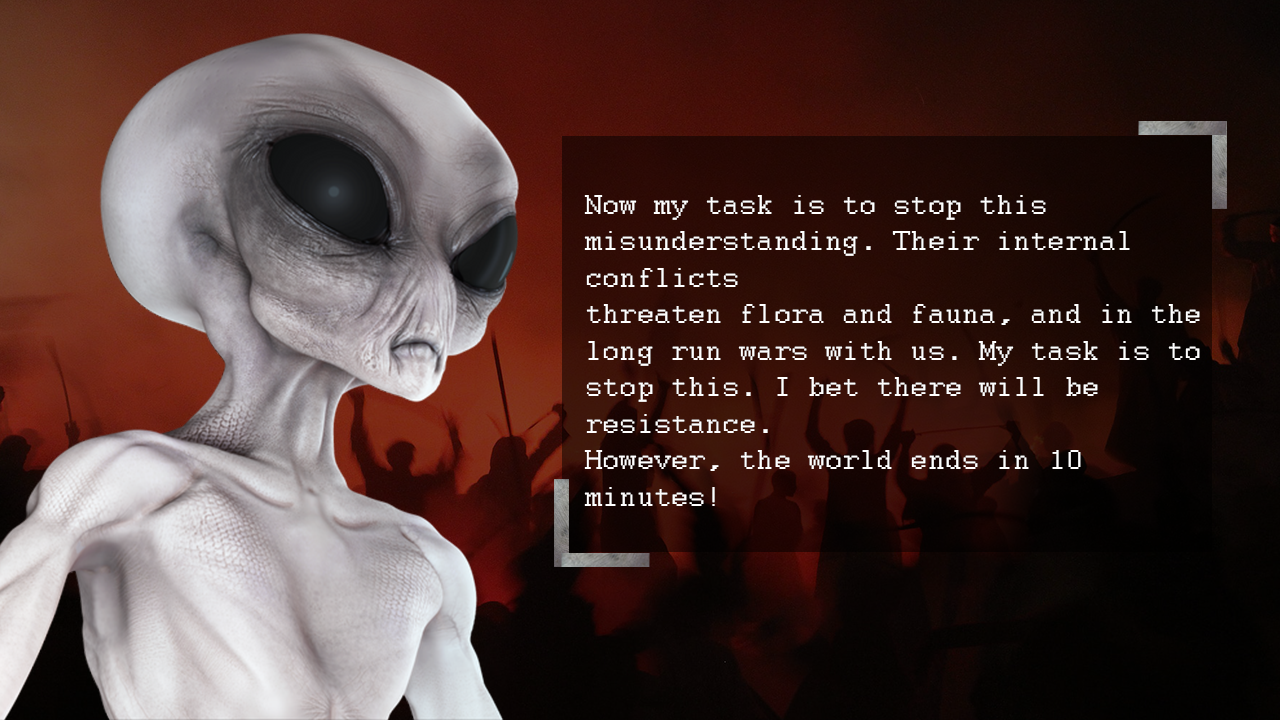 Now my task is to stop this
misunderstanding. Their internal
conflicts
threaten flora and fauna, and in the
long run wars with us. My task is to
stop this. I bet there will be
resistance.
However, the world ends in 10
minutes!